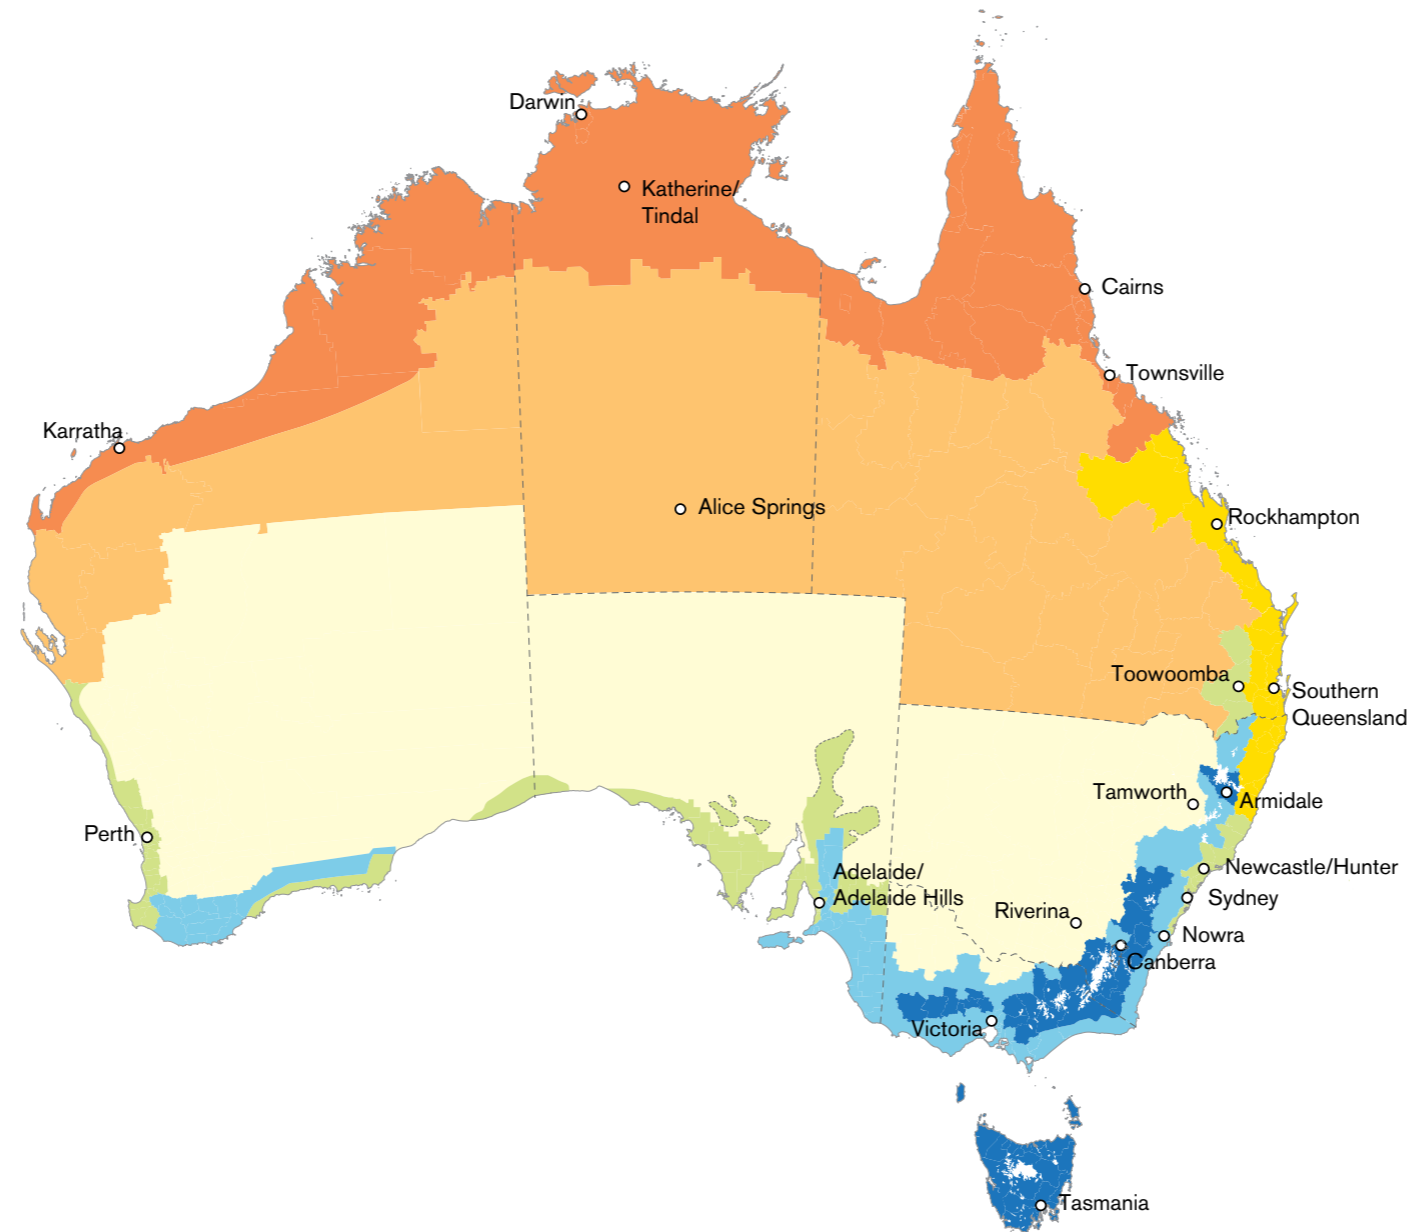 Darwin
Katherine/
Tindal
Cairns
Townsville
Karratha
Alice Springs
Rockhampton
Toowoomba
Southern
Queensland
Tamworth
Armidale
Perth
Adelaide/
Adelaide Hills
Newcastle/Hunter
Sydney
Riverina
Nowra
Canberra
Victoria
Tasmania